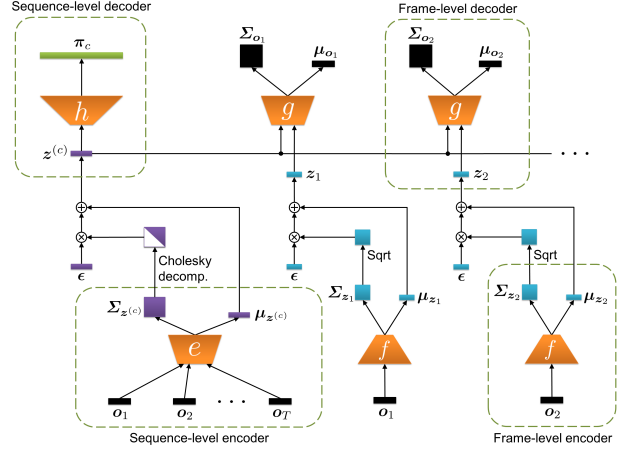 Sequence-level decoder
Frame-level decoder
π_c
Σ_{o_1}
μ_{o_1}
Σ_{o_2}
μ_{o_2}
h
g
g
z^{(c)}
z_1
z_2
· · ·
+
+
+
×
×
×
Cholesky
decomp.
Sqrt
Sqrt
ϵ
ϵ
ϵ
Σ_{z^{(c)}}
μ_{z^{(c)}}
Σ_{z_1}
μ_{z_1}
Σ_{z_2}
μ_{z_2}
e
f
f
o_1
o_2
· · ·
o_T
o_1
o_2
Sequence-level encoder
Frame-level encoder